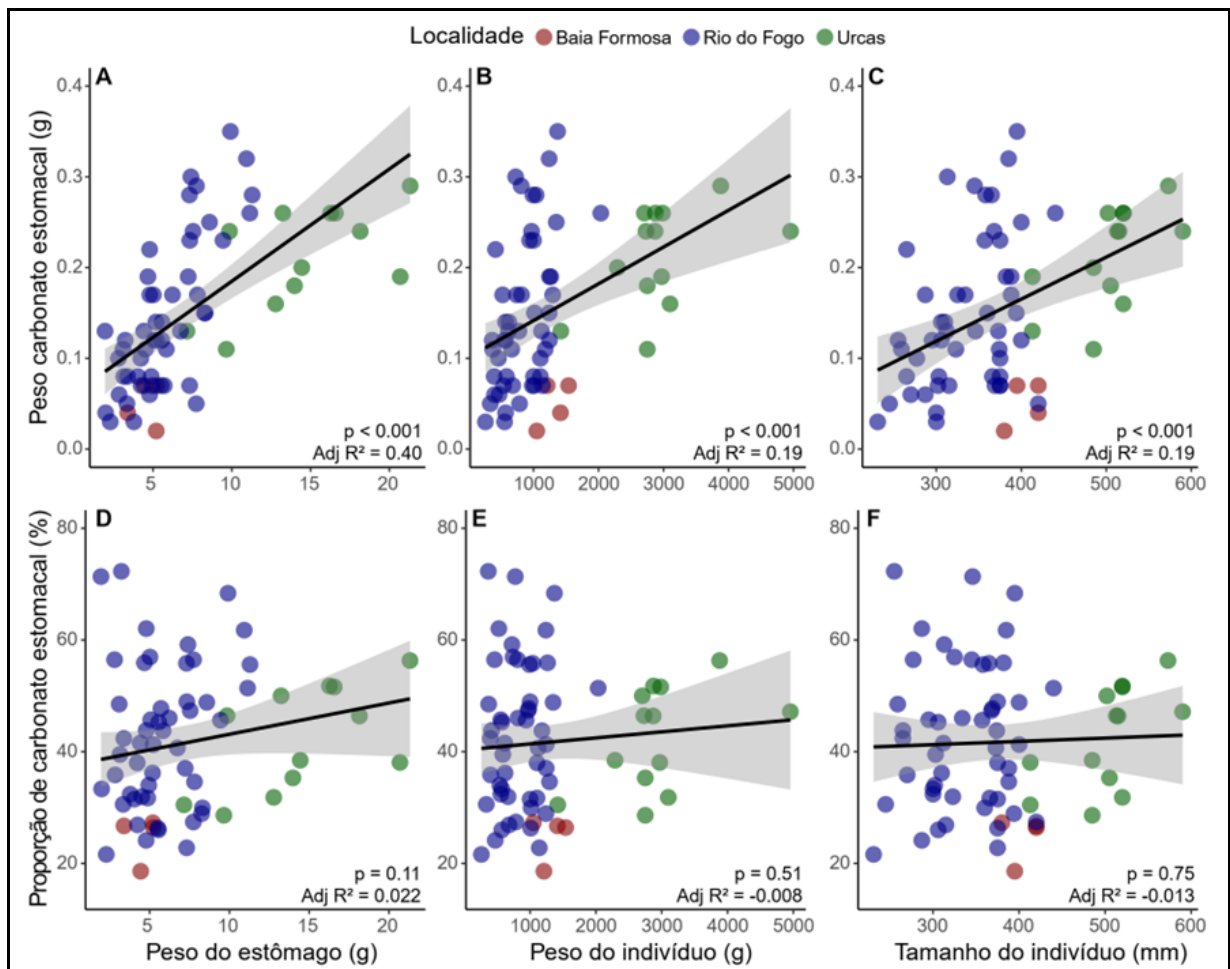 Localidade Baia Formosa Rio do Fogo Urcas
A
B
C
Peso carbonato estomacal (g)
0.4
0.3
0.2
0.1
0.0
p < 0.001
Adj R² = 0.40
p < 0.001
Adj R² = 0.19
p < 0.001
Adj R² = 0.19
5 10 15 20
1000 2000 3000 4000 5000
300 400 500 600
D
E
F
Proporção de carbonato estomacal (%)
80
60
40
20
p = 0.11
Adj R² = 0.022
p = 0.51
Adj R² = -0.008
p = 0.75
Adj R² = -0.013
5 10 15 20
1000 2000 3000 4000 5000
300 400 500 600
Peso do estômago (g)
Peso do indivíduo (g)
Tamanho do indivíduo (mm)